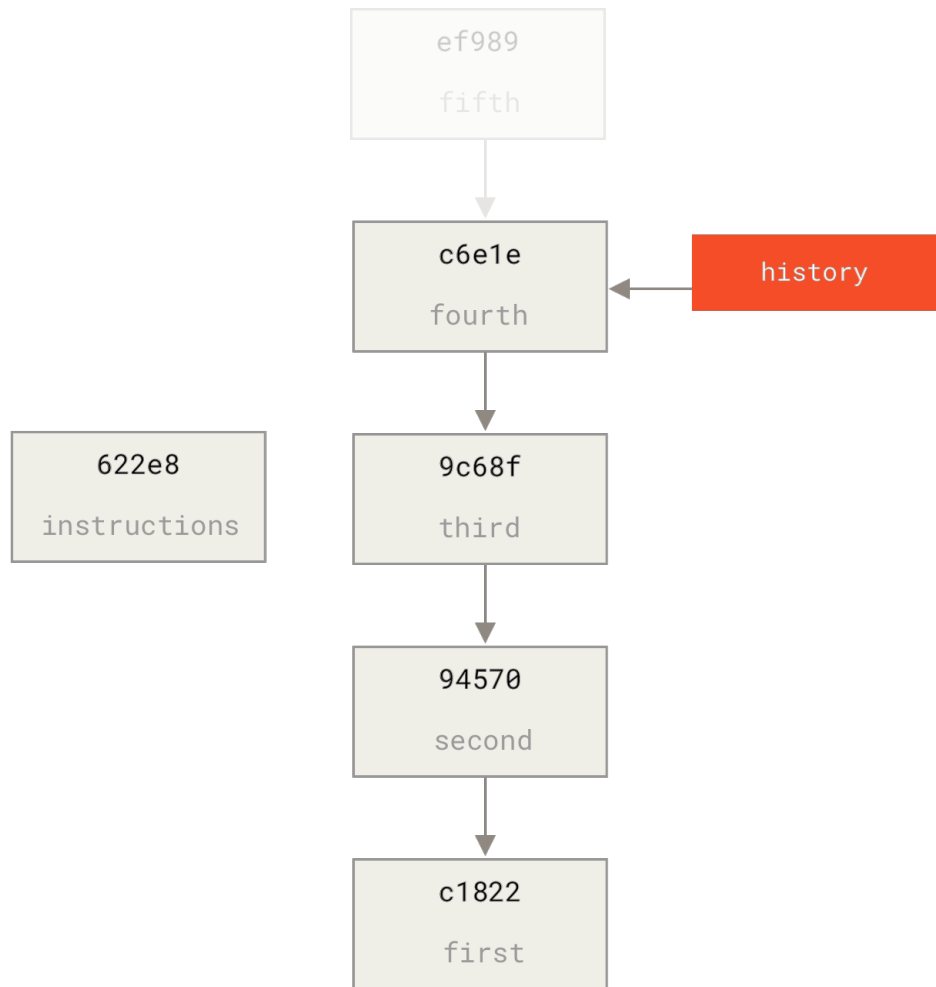 ef989
fifth
c6e1e
fourth
history
9c68f
third
622e8
instructions
94570
second
c1822
first